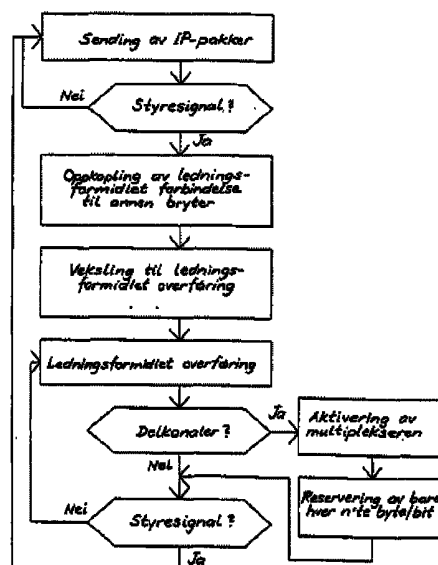 Sending av IP-pakker
Nei
Styresignal?
Ja
Oppkopling av lednings-
formidlet forbindelse
til annen bryter
Veksling til lednings-
formidlet overføring
Ledningsformidlet overføring
Delkanaler?
Ja
Aktivering av
multiplekseren
Nei
Reservering av bare
hver n'te byte/bit
Nei
Styresignal?
Ja